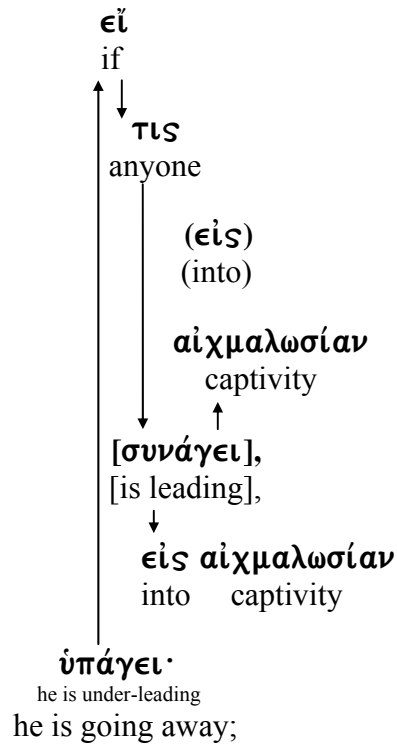 εἴ
if
τις
anyone
(εἰς)
(into)
αἰχμαλωσίαν
captivity
[συνάγει],
[is leading],
εἰς αἰχμαλωσίαν
into captivity
ὑπάγει·
he is under-leading
he is going away;